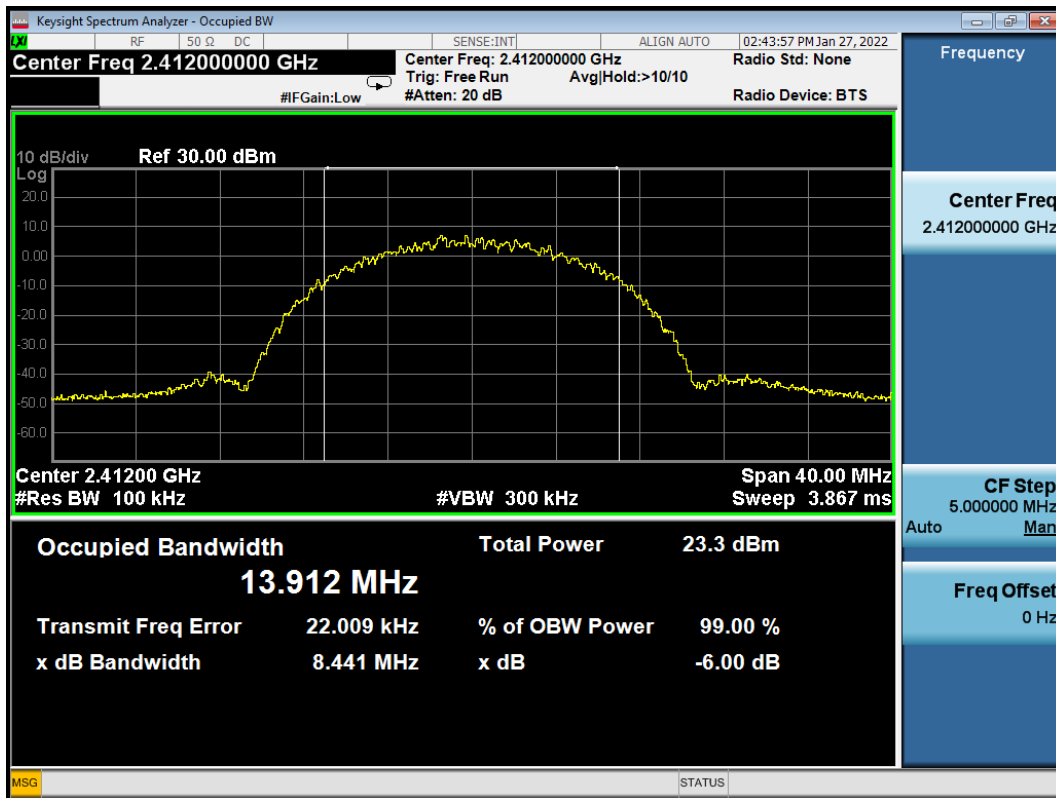 Keysight Spectrum Analyzer - Occupied BW
LXI
RF 50 Ω DC SENSE:INT ALIGN AUTO 02:43:57 PM Jan 27, 2022
Center Freq 2.412000000 GHz
Center Freq: 2.412000000 GHz Radio Std: None
Trig: Free Run Avg|Hold:>10/10
#IFGain:Low #Atten: 20 dB Radio Device: BTS
10 dB/div Ref 30.00 dBm
Log
20.0
10.0
0.00
-10.0
-20.0
-30.0
-40.0
-50.0
-60.0
Center 2.41200 GHz Span 40.00 MHz
#Res BW 100 kHz #VBW 300 kHz Sweep 3.867 ms
Occupied Bandwidth Total Power 23.3 dBm
13.912 MHz
Transmit Freq Error 22.009 kHz % of OBW Power 99.00 %
x dB Bandwidth 8.441 MHz x dB -6.00 dB
MSG STATUS
Frequency
Center Freq
2.412000000 GHz
CF Step
5.000000 MHz
Auto Man
Freq Offset
0 Hz